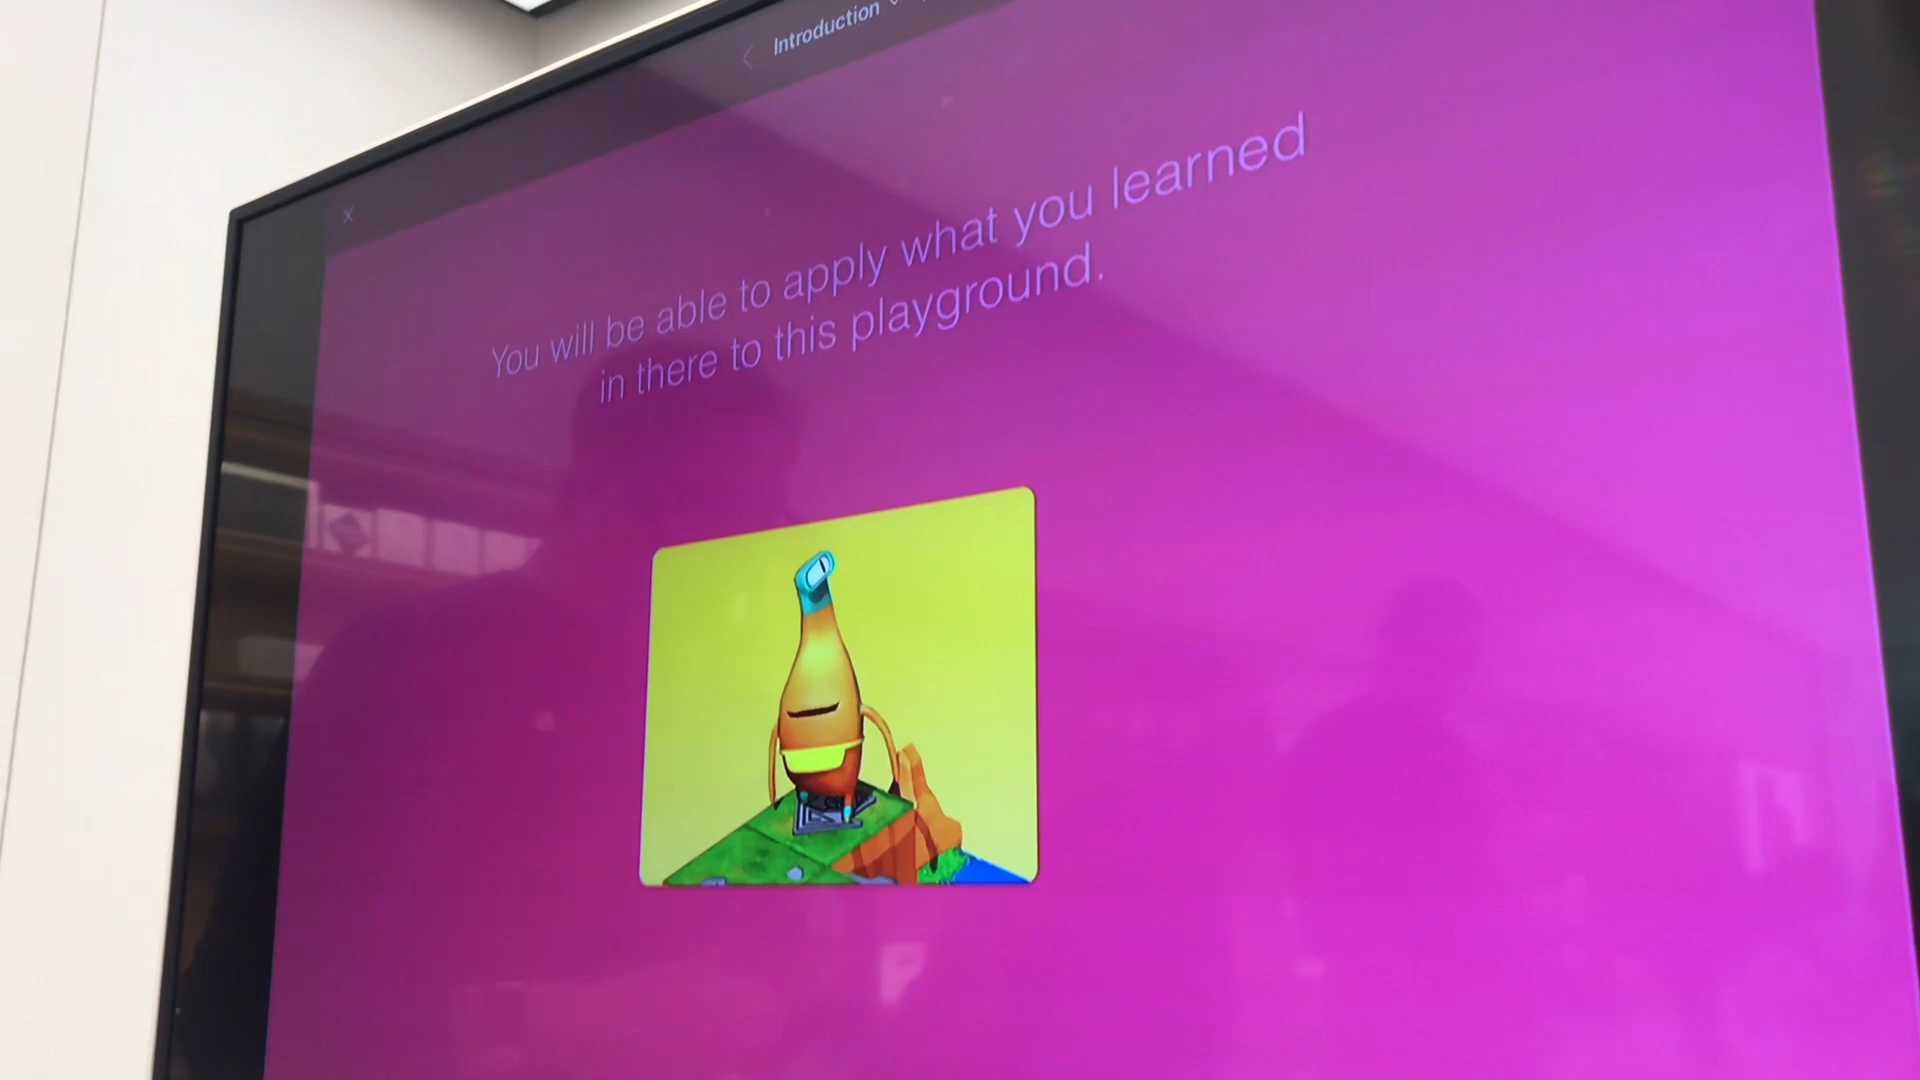 Introduction
X
You will be able to apply what you learned
in there to this playground.